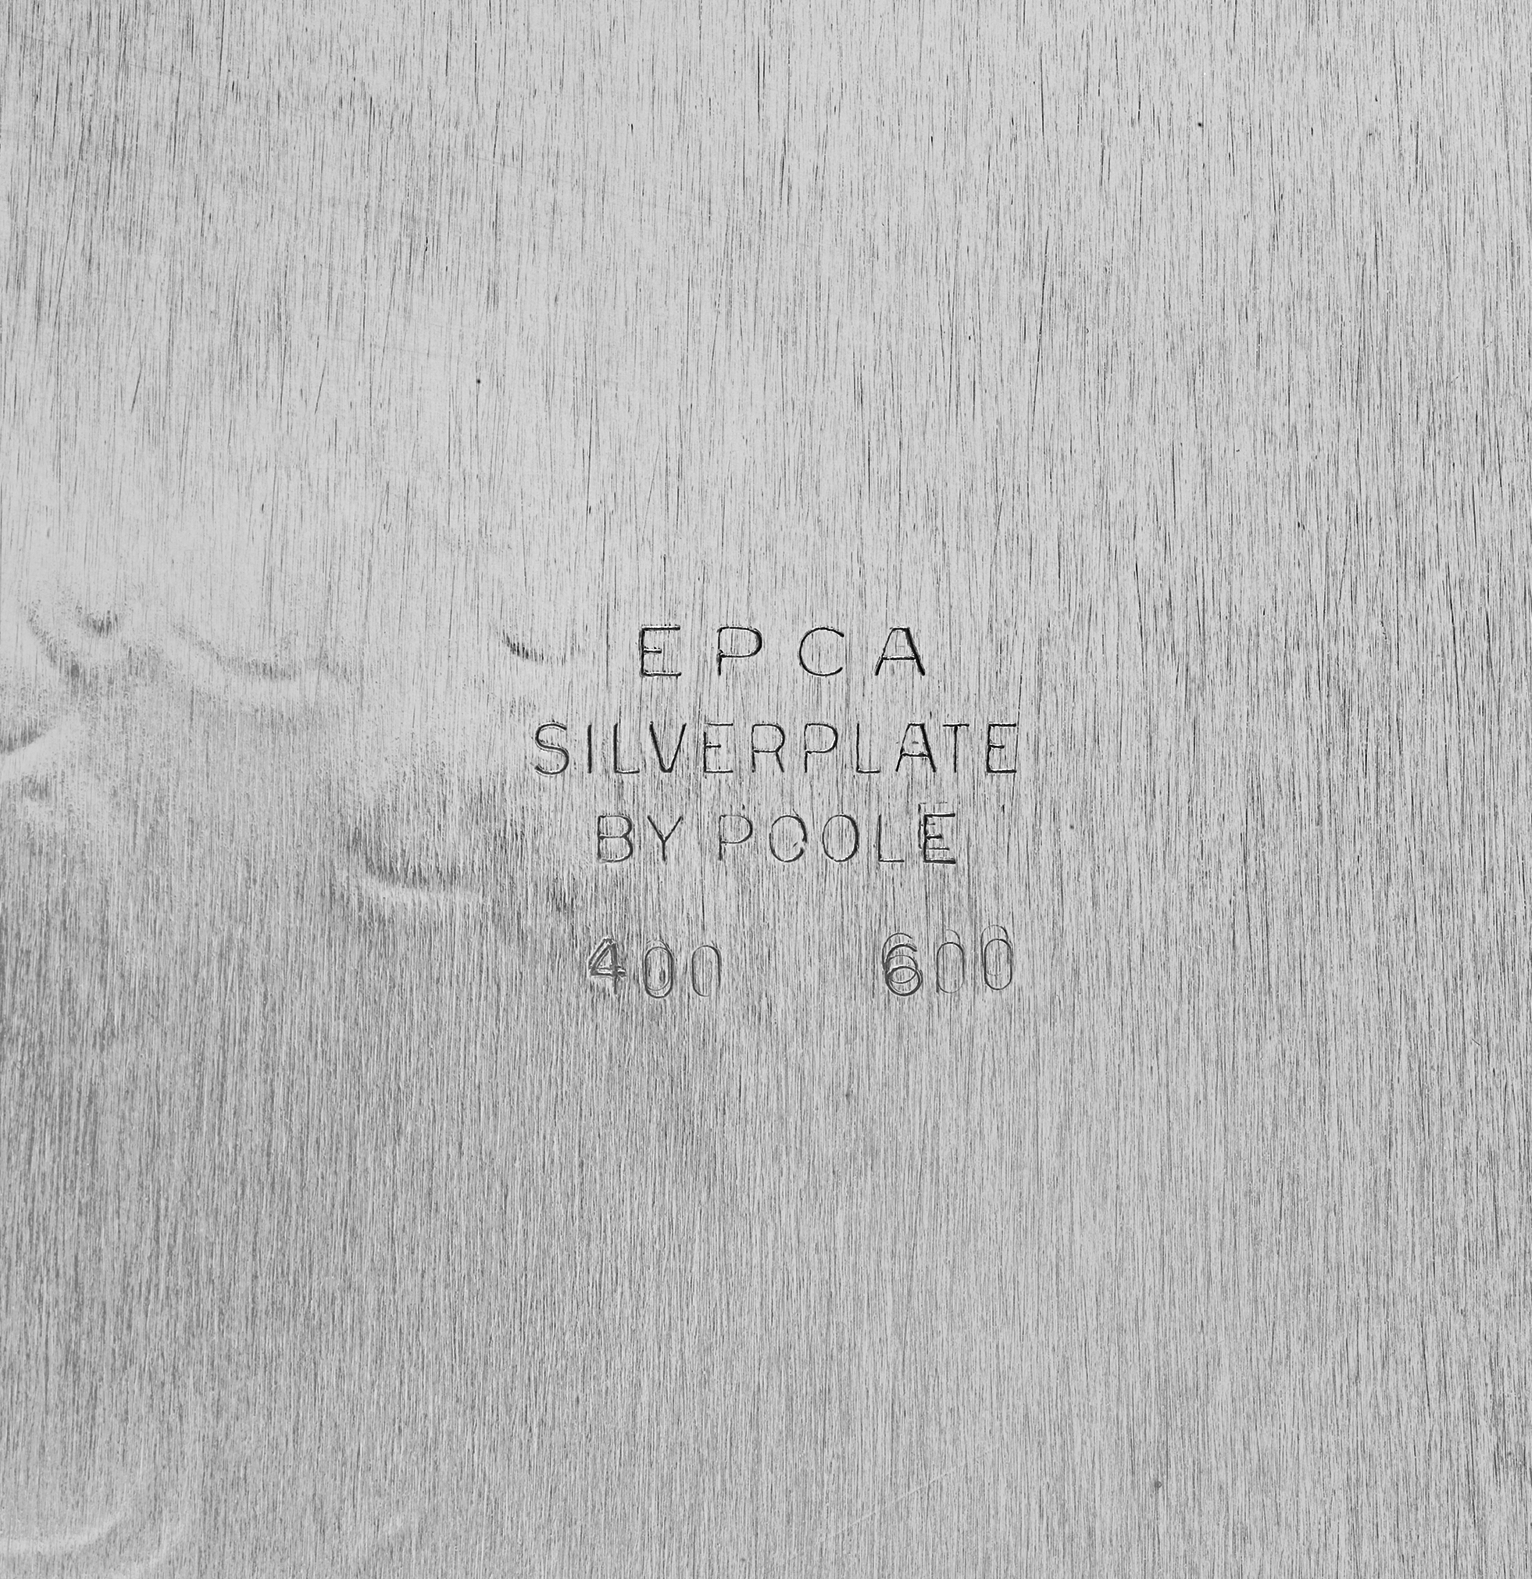 EPCA
SILVERPLATE
BY POOLE
400 600